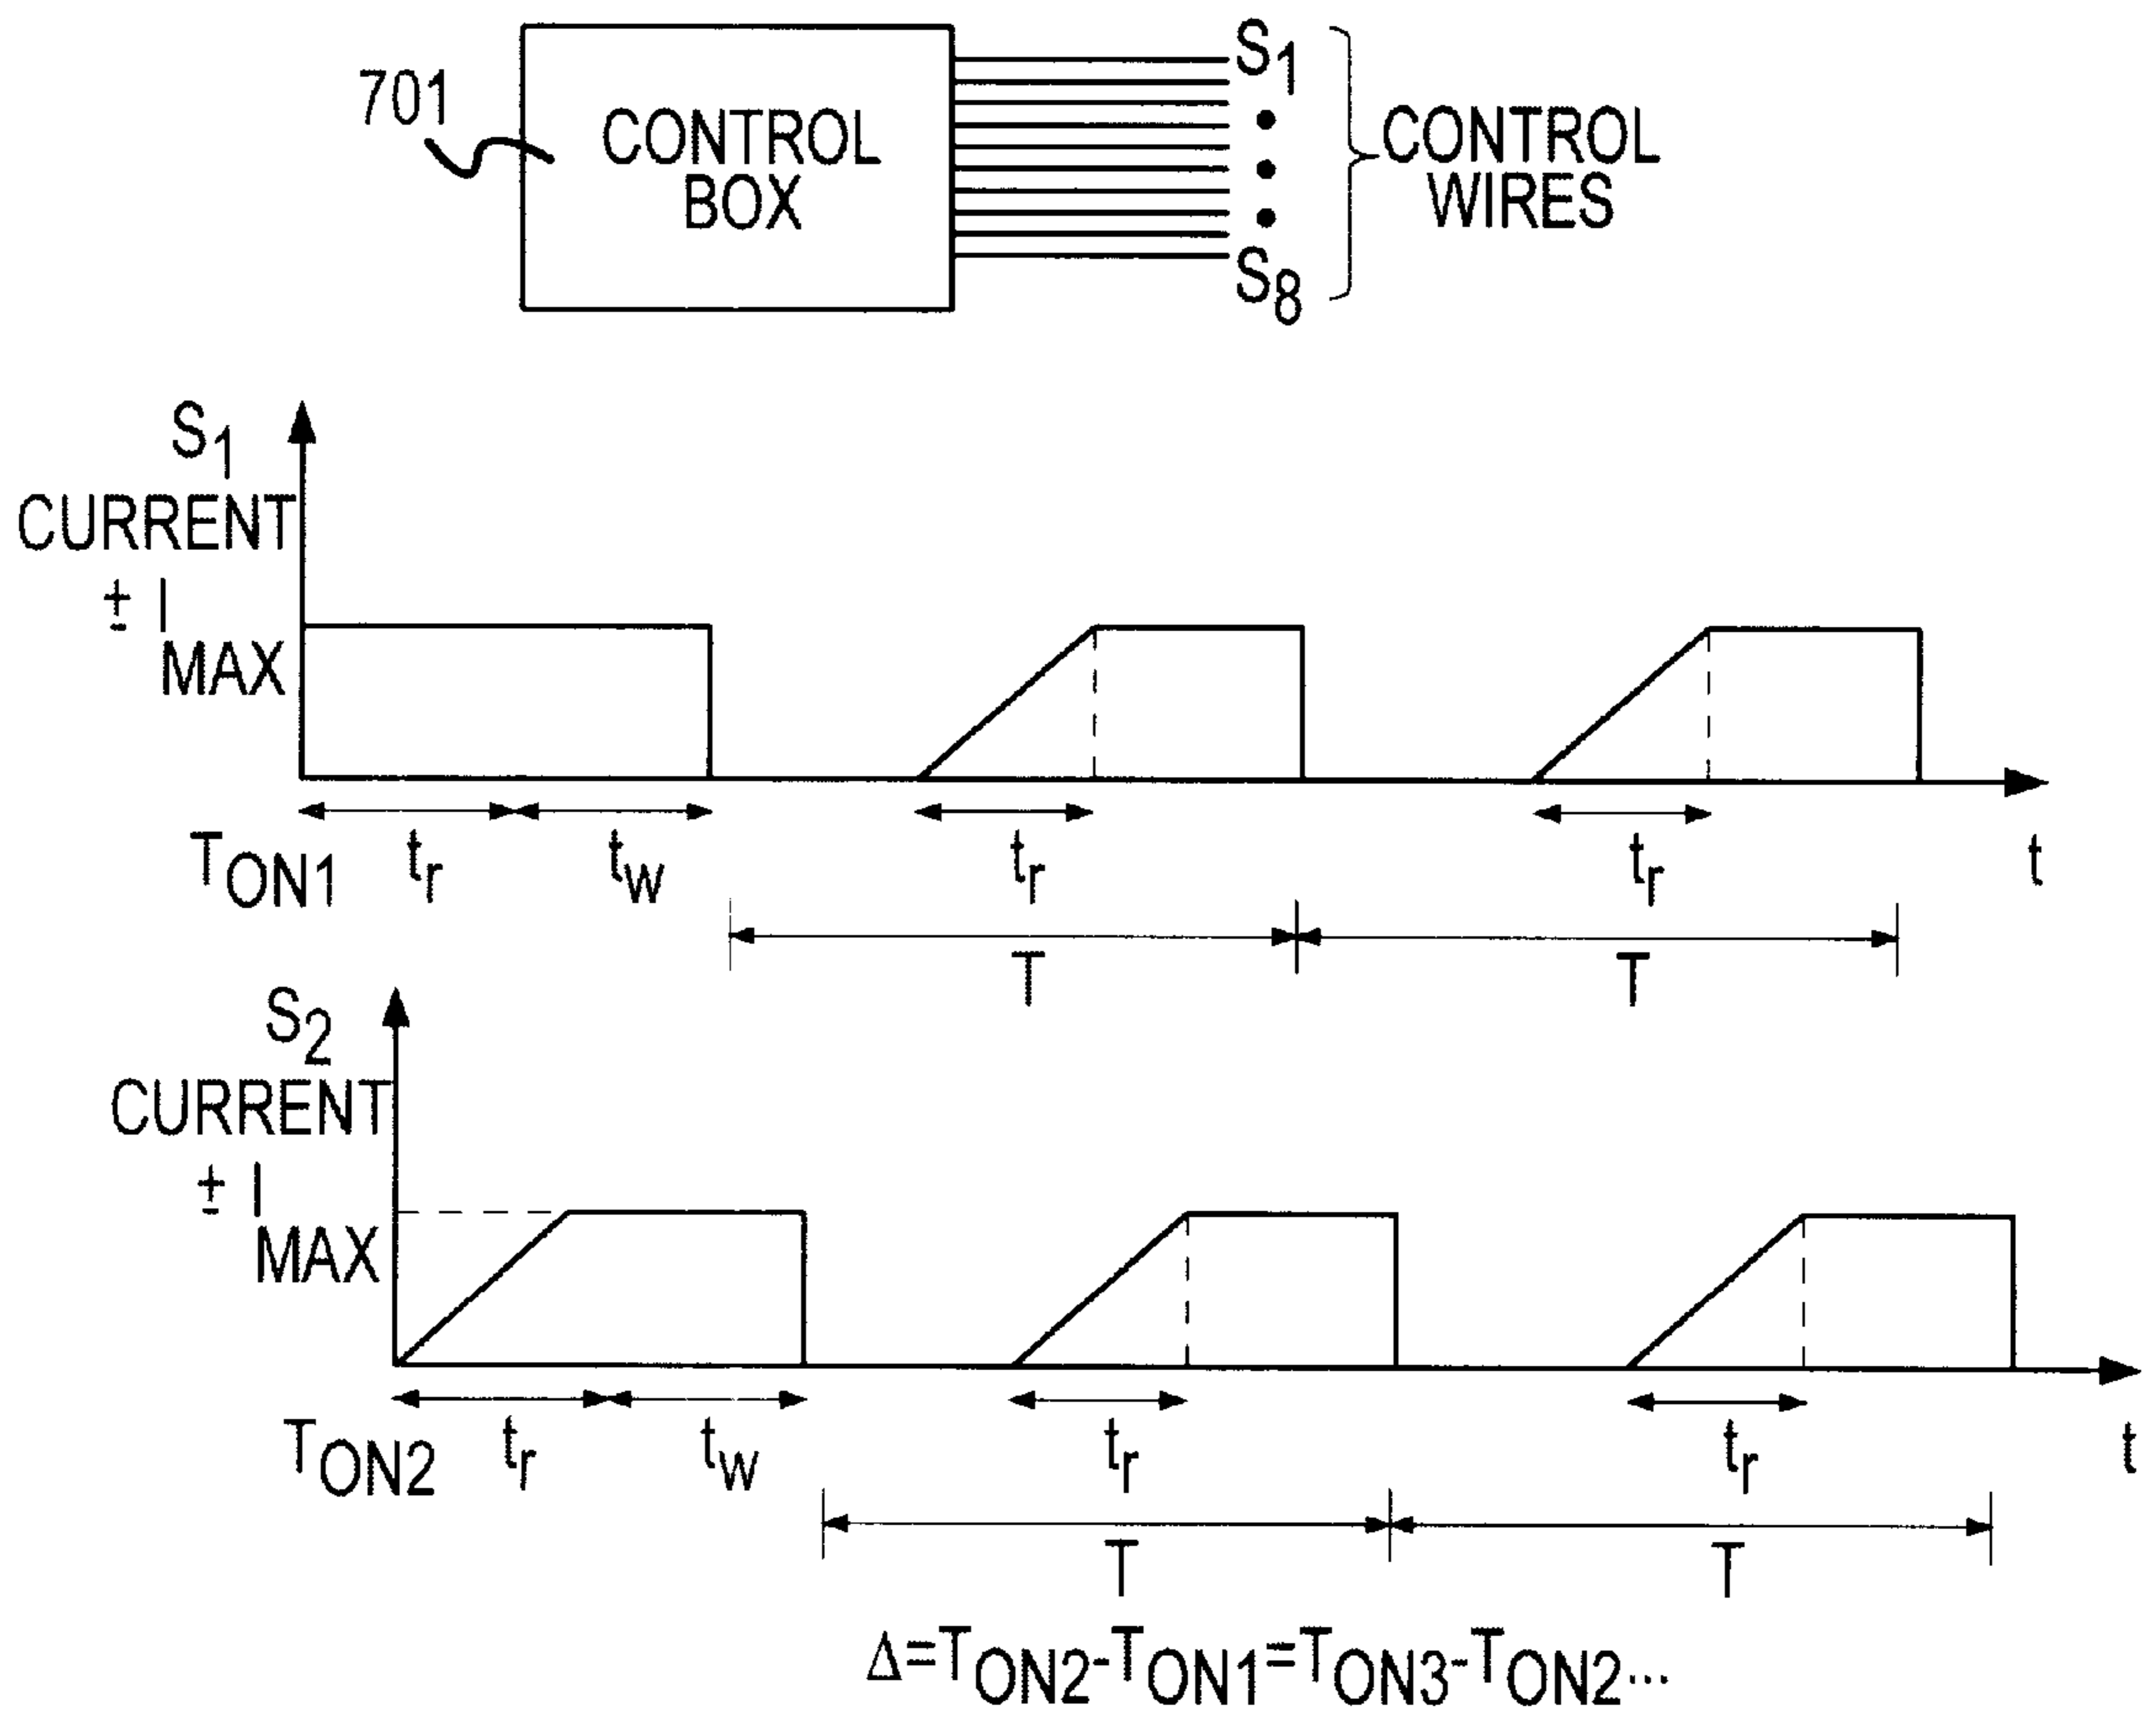 701
CONTROL
BOX
S1
S8
CONTROL
WIRES
S1
CURRENT
± I
MAX
TON1
tr
tw
tr
tr
t
T
T
S2
CURRENT
± I
MAX
TON2
tr
tw
tr
tr
t
T
T
Δ=TON2-TON1=TON3-TON2...